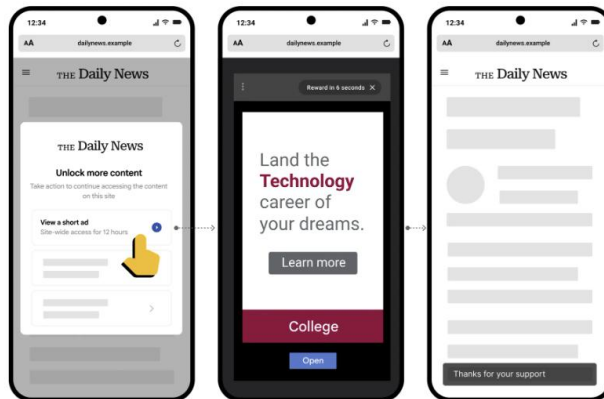 12:34
AA dailynews.example
THE Daily News
THE Daily News
Unlock more content
Take action to continue accessing the content
on this site
View a short ad
Site-wide access for 12 hours
12:34
AA dailynews.example
Reward in 6 seconds X
Land the
Technology
career of
your dreams.
Learn more
College
Open
12:34
AA dailynews.example
THE Daily News
Thanks for your support